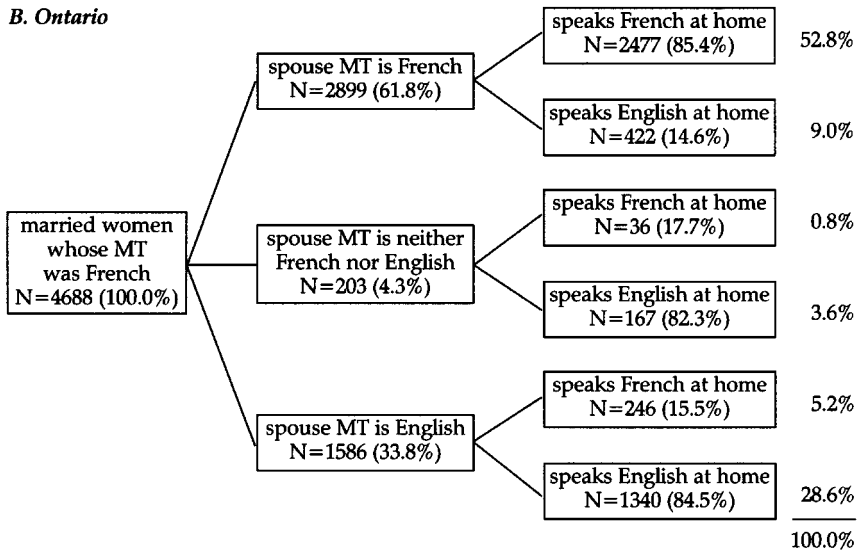 B. Ontario
married women
whose MT
was French
N=4688 (100.0%)
spouse MT is French
N=2899 (61.8%)
speaks French at home
N=2477 (85.4%)
52.8%
speaks English at home
N=422 (14.6%)
9.0%
spouse MT is neither
French nor English
N=203 (4.3%)
speaks French at home
N=36 (17.7%)
0.8%
speaks English at home
N=167 (82.3%)
3.6%
spouse MT is English
N=1586 (33.8%)
speaks French at home
N=246 (15.5%)
5.2%
speaks English at home
N=1340 (84.5%)
28.6%
100.0%